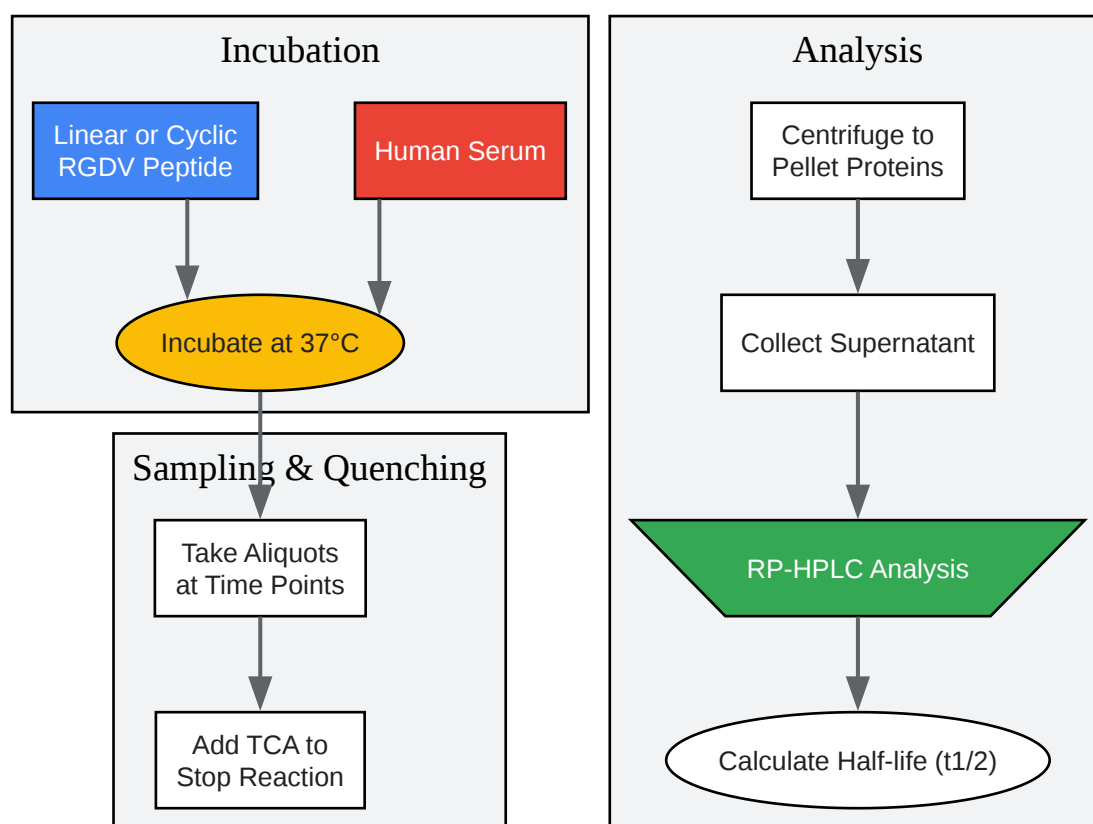 Incubation
Linear or Cyclic
RGDV Peptide
Human Serum
Incubate at 37°C
Sampling & Quenching
Take Aliquots
at Time Points
Add TCA to
Stop Reaction
Analysis
Centrifuge to
Pellet Proteins
Collect Supernatant
RP-HPLC Analysis
Calculate Half-life (t1/2)